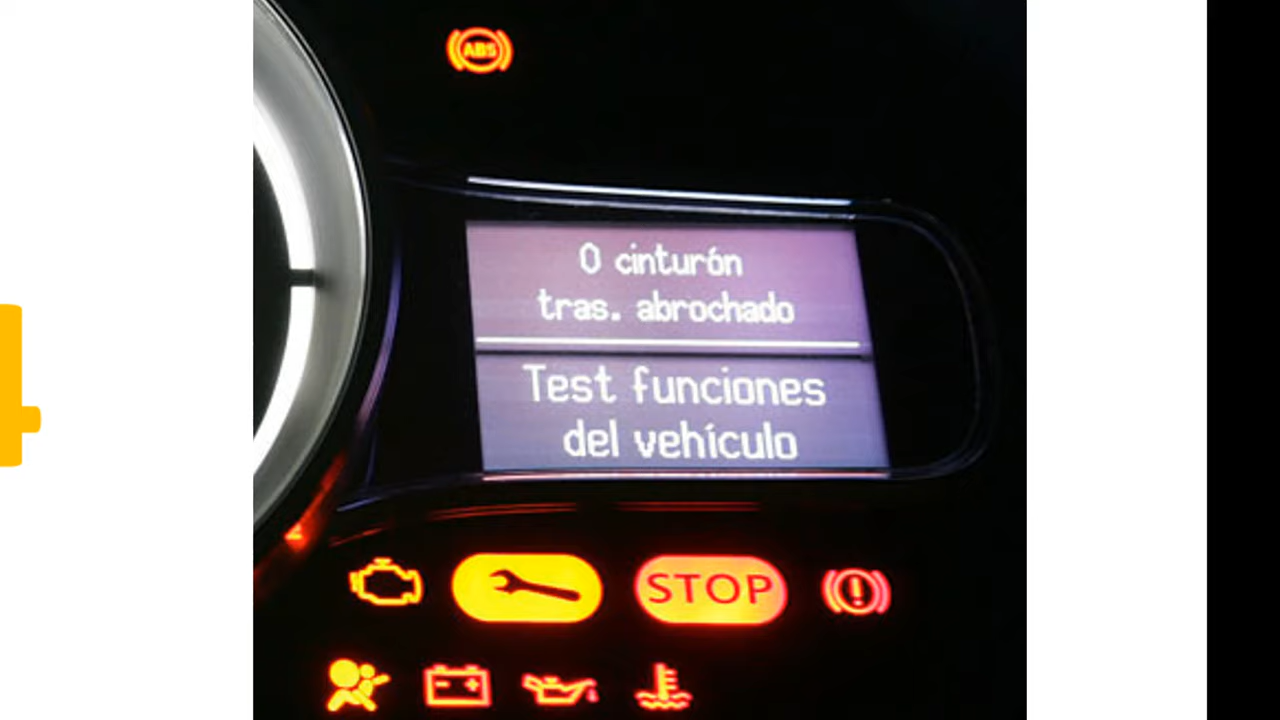 ABS
0 cinturón
tras. abrochado
Test funciones
del vehículo
STOP